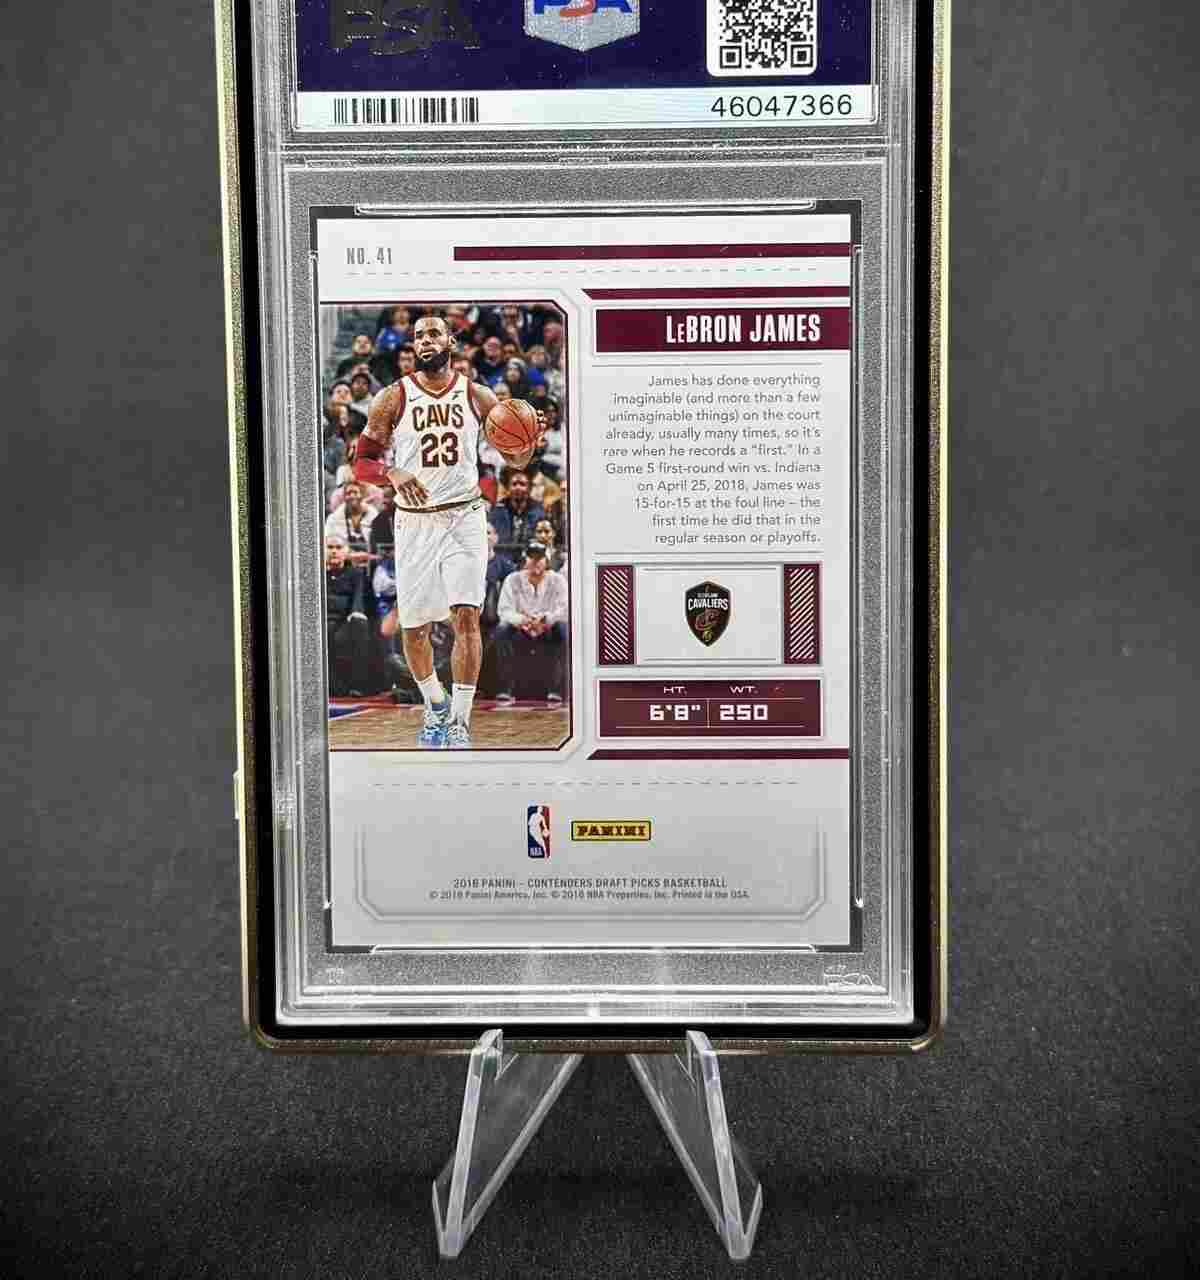 PSA
PSA
46047366
NO. 41
LeBRON JAMES
James has done everything
imaginable (and more than a few
unimaginable things) on the court
already, usually many times, so it's
rare when he records a "first." In a
Game 5 first-round win vs. Indiana
on April 25, 2018, James was
15-for-15 at the foul line – the
first time he did that in the
regular season or playoffs.
CAVS
23
CLEVELAND
CAVALIERS
HT. WT.
6'8" 250
NBA
PANINI
2018 PANINI – CONTENDERS DRAFT PICKS BASKETBALL
© 2018 Panini America, Inc. © 2018 NBA Properties, Inc. Printed in the USA.
PSA